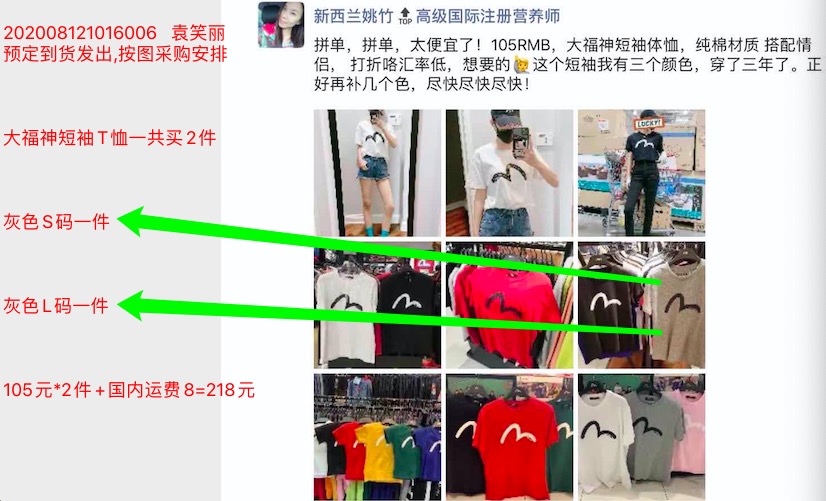 202008121016006 袁笑丽
预定到货发出,按图采购安排
大福神短袖T恤一共买2件
灰色S码一件
灰色L码一件
105元*2件+国内运费8=218元
新西兰姚竹🔝高级国际注册营养师
拼单，拼单，太便宜了！105RMB，大福神短袖体恤，纯棉材质 搭配情
侣， 打折咯汇率低，想要的🙋这个短袖我有三个颜色，穿了三年了。正
好再补几个色，尽快尽快尽快！
LUCKY!